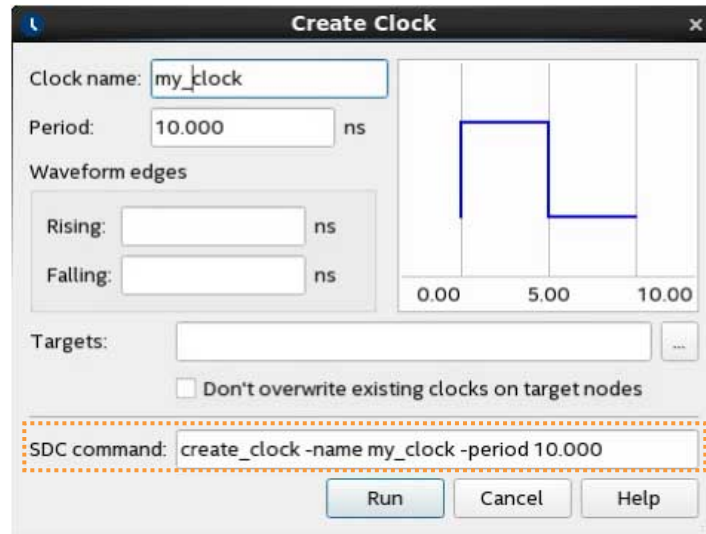 Create Clock
Clock name: my_clock
Period: 10.000 ns
Waveform edges
Rising: ns
Falling: ns
0.00 5.00 10.00
Targets: ...
Don't overwrite existing clocks on target nodes
SDC command: create_clock -name my_clock -period 10.000
Run Cancel Help